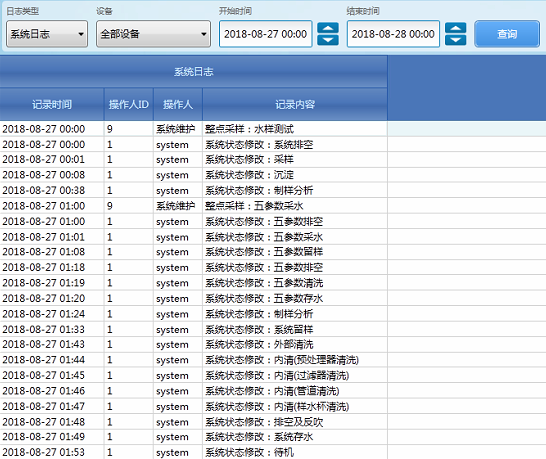 日志类型 设备 开始时间 结束时间
系统日志 全部设备 2018-08-27 00:00 2018-08-28 00:00 查询
系统日志
记录时间 操作人ID 操作人 记录内容
2018-08-27 00:00 9 系统维护 整点采样：水样测试
2018-08-27 00:00 1 system 系统状态修改：系统排空
2018-08-27 00:01 1 system 系统状态修改：采样
2018-08-27 00:08 1 system 系统状态修改：沉淀
2018-08-27 00:38 1 system 系统状态修改：制样分析
2018-08-27 01:00 9 系统维护 整点采样：五参数采水
2018-08-27 01:00 1 system 系统状态修改：五参数排空
2018-08-27 01:01 1 system 系统状态修改：五参数采水
2018-08-27 01:08 1 system 系统状态修改：五参数留样
2018-08-27 01:18 1 system 系统状态修改：五参数排空
2018-08-27 01:19 1 system 系统状态修改：五参数清洗
2018-08-27 01:20 1 system 系统状态修改：五参数存水
2018-08-27 01:24 1 system 系统状态修改：制样分析
2018-08-27 01:33 1 system 系统状态修改：系统留样
2018-08-27 01:43 1 system 系统状态修改：外部清洗
2018-08-27 01:44 1 system 系统状态修改：内清(预处理器清洗)
2018-08-27 01:45 1 system 系统状态修改：内清(过滤器清洗)
2018-08-27 01:46 1 system 系统状态修改：内清(管道清洗)
2018-08-27 01:47 1 system 系统状态修改：内清(样水杯清洗)
2018-08-27 01:48 1 system 系统状态修改：排空及反吹
2018-08-27 01:49 1 system 系统状态修改：系统存水
2018-08-27 01:53 1 system 系统状态修改：待机